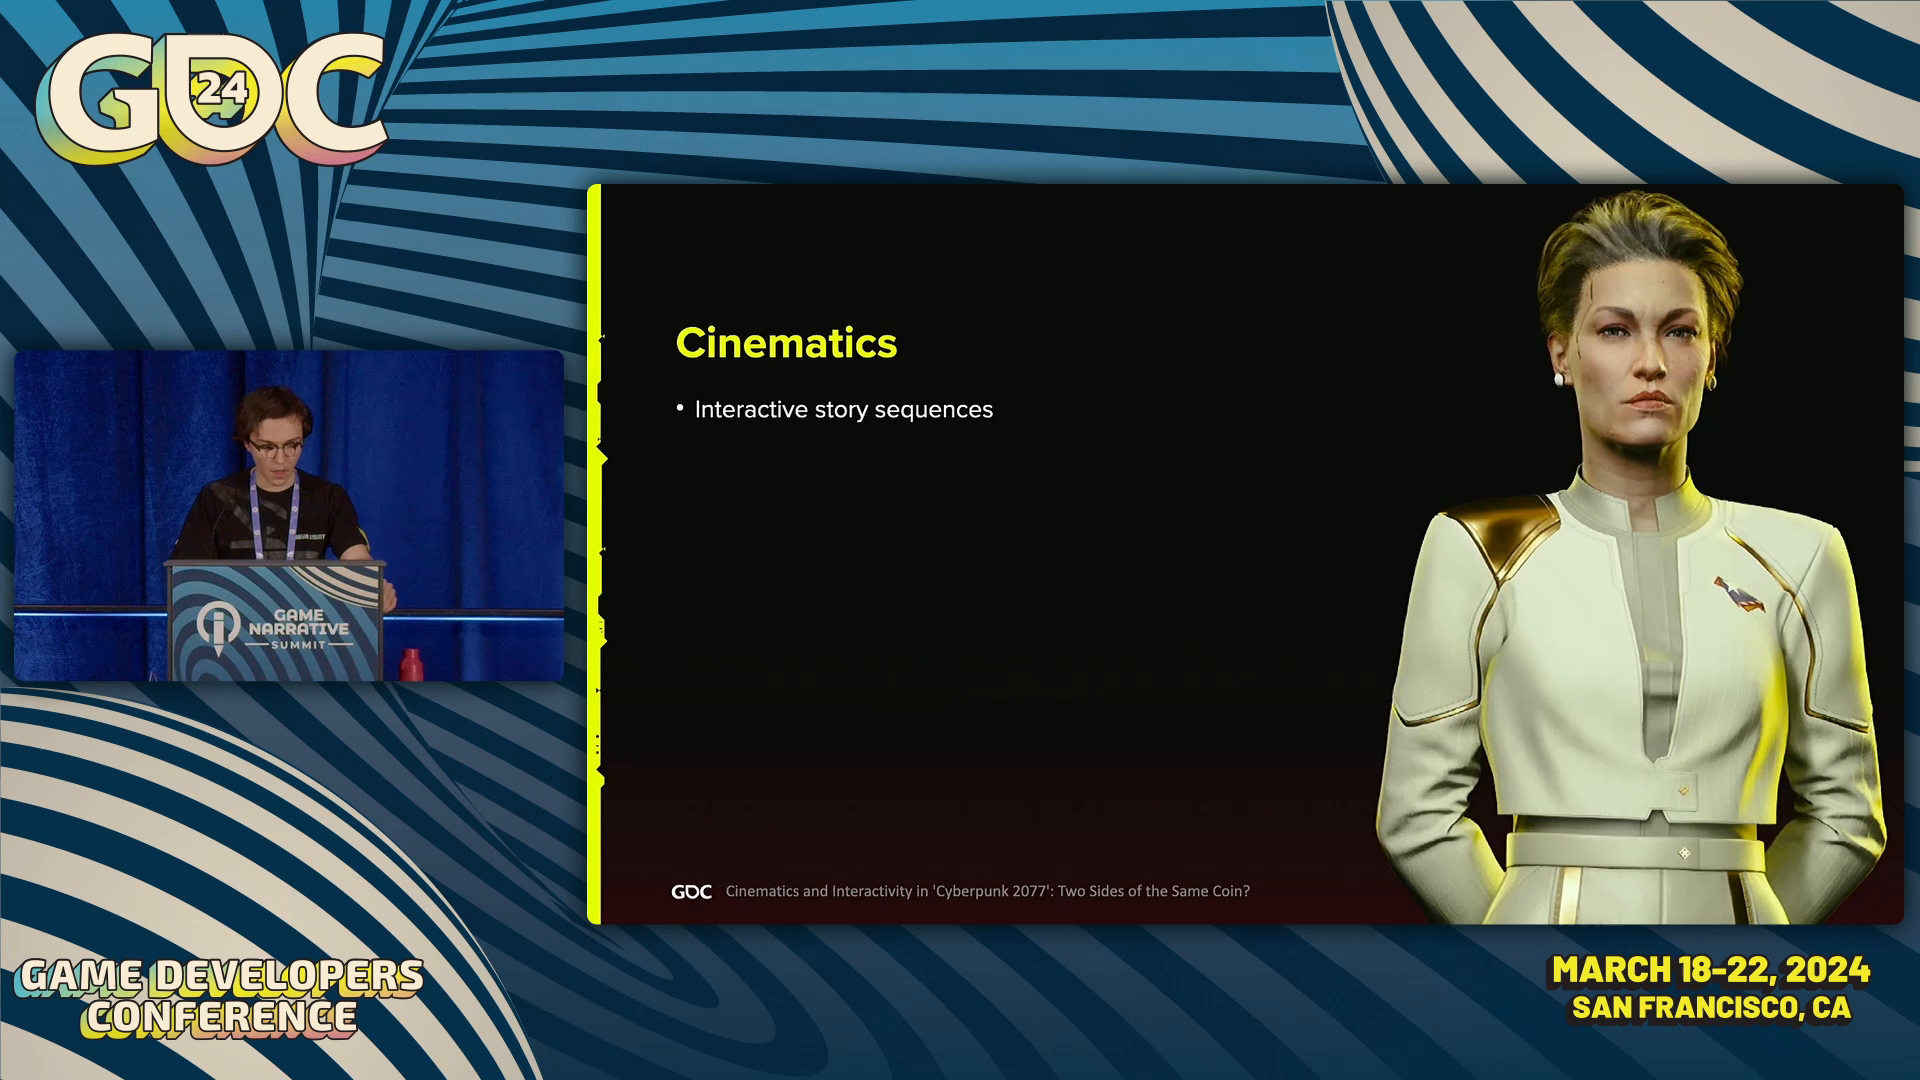 GDC
24
Cinematics
• Interactive story sequences
GAME
NARRATIVE
SUMMIT
GDC Cinematics and Interactivity in 'Cyberpunk 2077': Two Sides of the Same Coin?
GAME DEVELOPERS
CONFERENCE
MARCH 18-22, 2024
SAN FRANCISCO, CA